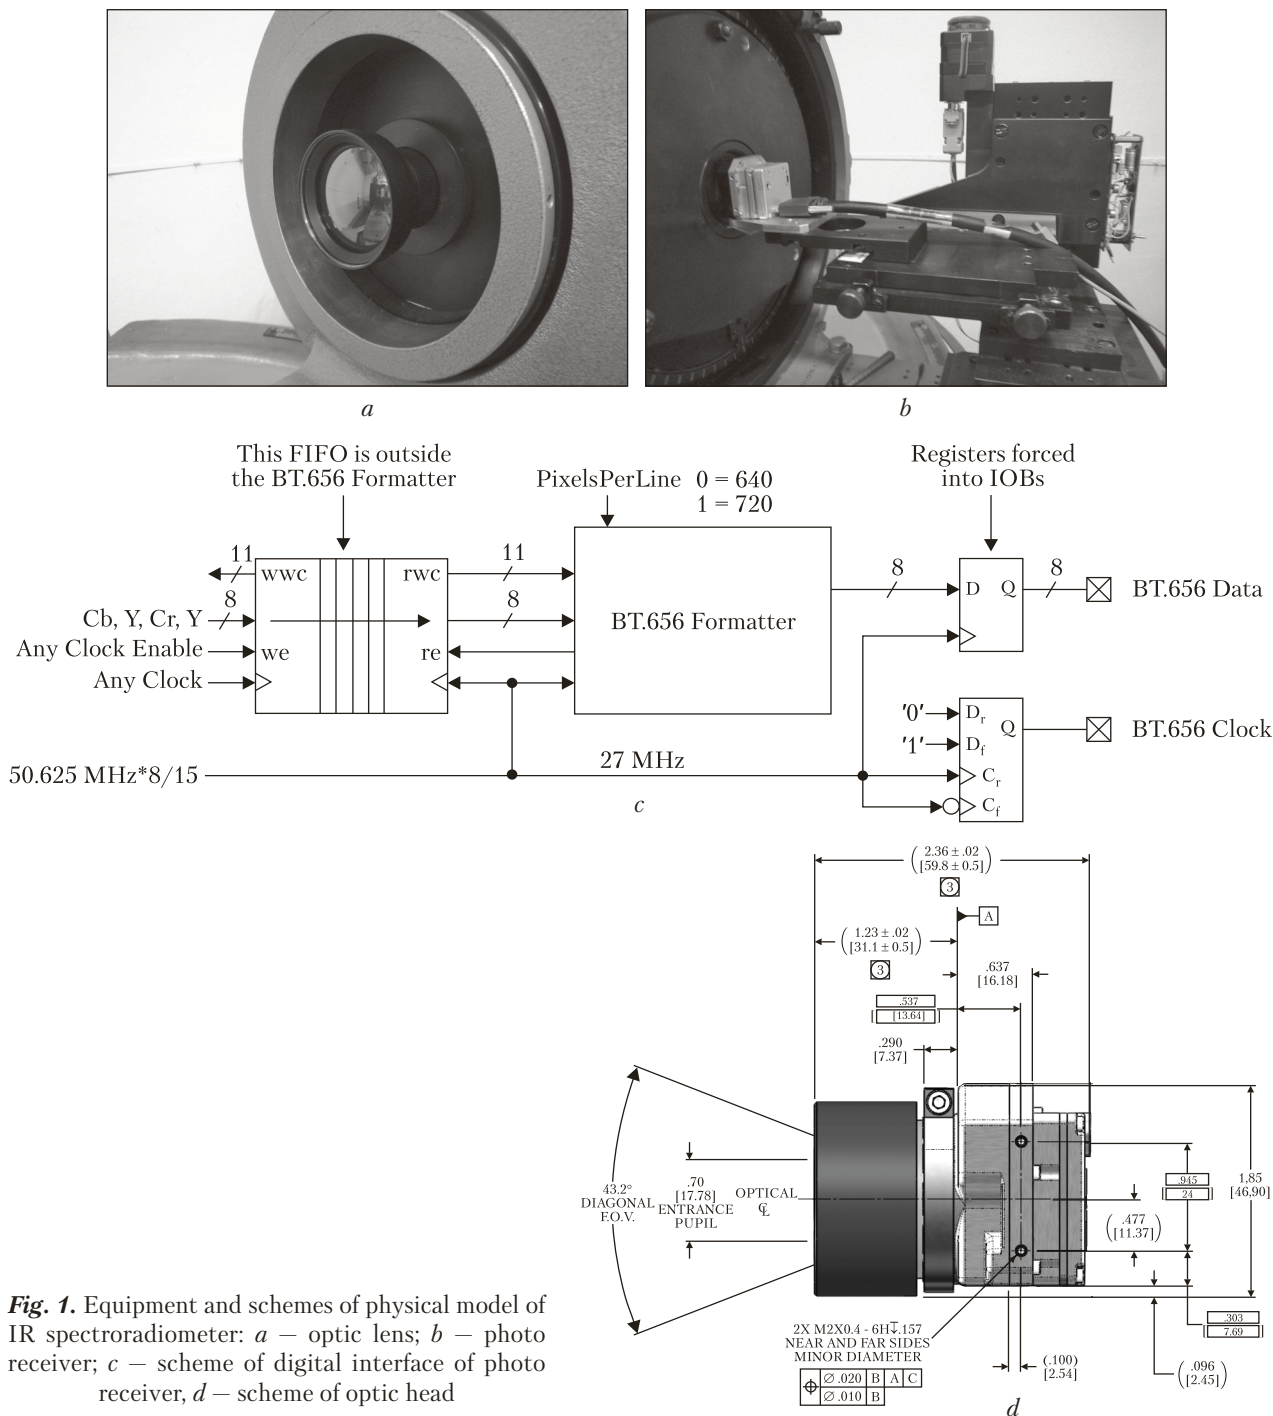 a
b
This FIFO is outside
the BT.656 Formatter
PixelsPerLine 0 = 640
1 = 720
Registers forced
into IOBs
11
wwc
rwc
11
8
Cb, Y, Cr, Y
8
Any Clock Enable
we
re
Any Clock
BT.656 Formatter
8
D
Q
8
BT.656 Data
'0'
Dr
'1'
Df
Q
BT.656 Clock
Cr
Cf
50.625 MHz*8/15
27 MHz
c
(2.36 ± .02)
[59.8 ± 0.5]
3
A
(1.23 ± .02)
[31.1 ± 0.5]
3
.637
[16.18]
.537
[13.64]
.290
[7.37]
43.2°
DIAGONAL
F.O.V.
.70
[17.78]
ENTRANCE
PUPIL
OPTICAL
℄
.945
24
1,85
[46,90]
(.477)
[11.37]
.303
7.69
(.096)
[2.45]
(.100)
[2.54]
2X M2X0.4 - 6H↧.157
NEAR AND FAR SIDES
MINOR DIAMETER
⌖ ∅ .020 B A C
∅ .010 B
d
Fig. 1. Equipment and schemes of physical model of
IR spectroradiometer: a – optic lens; b – photo
receiver; c – scheme of digital interface of photo
receiver, d – scheme of optic head